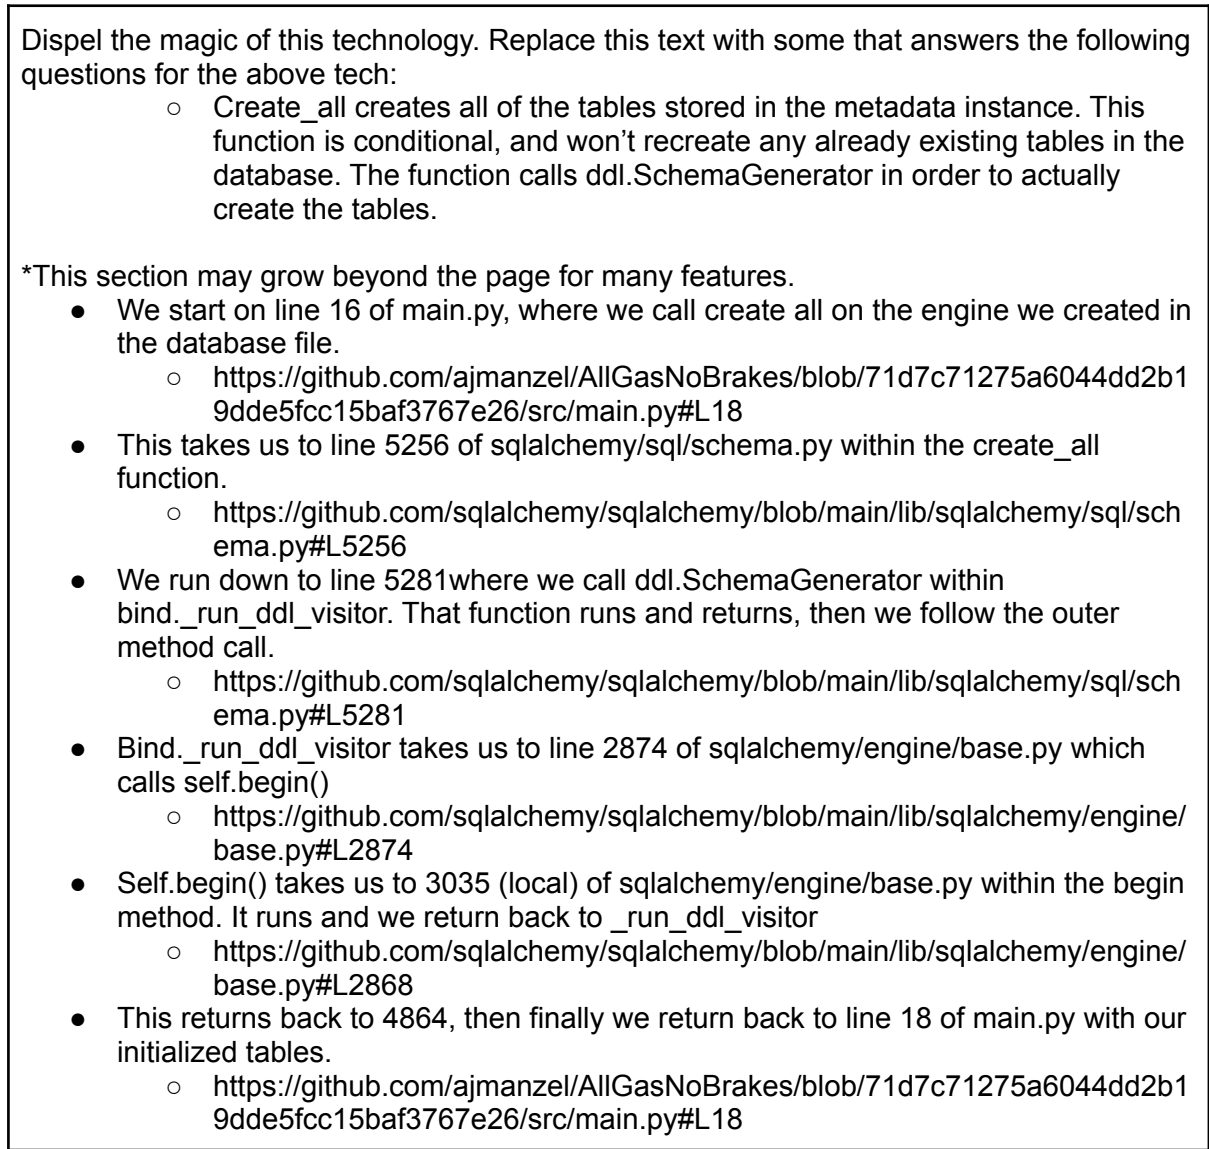 Dispel the magic of this technology. Replace this text with some that answers the following
questions for the above tech:
○ Create_all creates all of the tables stored in the metadata instance. This
function is conditional, and won’t recreate any already existing tables in the
database. The function calls ddl.SchemaGenerator in order to actually
create the tables.
*This section may grow beyond the page for many features.
● We start on line 16 of main.py, where we call create all on the engine we created in
the database file.
○ https://github.com/ajmanzel/AllGasNoBrakes/blob/71d7c71275a6044dd2b1
9dde5fcc15baf3767e26/src/main.py#L18
● This takes us to line 5256 of sqlalchemy/sql/schema.py within the create_all
function.
○ https://github.com/sqlalchemy/sqlalchemy/blob/main/lib/sqlalchemy/sql/sch
ema.py#L5256
● We run down to line 5281where we call ddl.SchemaGenerator within
bind._run_ddl_visitor. That function runs and returns, then we follow the outer
method call.
○ https://github.com/sqlalchemy/sqlalchemy/blob/main/lib/sqlalchemy/sql/sch
ema.py#L5281
● Bind._run_ddl_visitor takes us to line 2874 of sqlalchemy/engine/base.py which
calls self.begin()
○ https://github.com/sqlalchemy/sqlalchemy/blob/main/lib/sqlalchemy/engine/
base.py#L2874
● Self.begin() takes us to 3035 (local) of sqlalchemy/engine/base.py within the begin
method. It runs and we return back to _run_ddl_visitor
○ https://github.com/sqlalchemy/sqlalchemy/blob/main/lib/sqlalchemy/engine/
base.py#L2868
● This returns back to 4864, then finally we return back to line 18 of main.py with our
initialized tables.
○ https://github.com/ajmanzel/AllGasNoBrakes/blob/71d7c71275a6044dd2b1
9dde5fcc15baf3767e26/src/main.py#L18